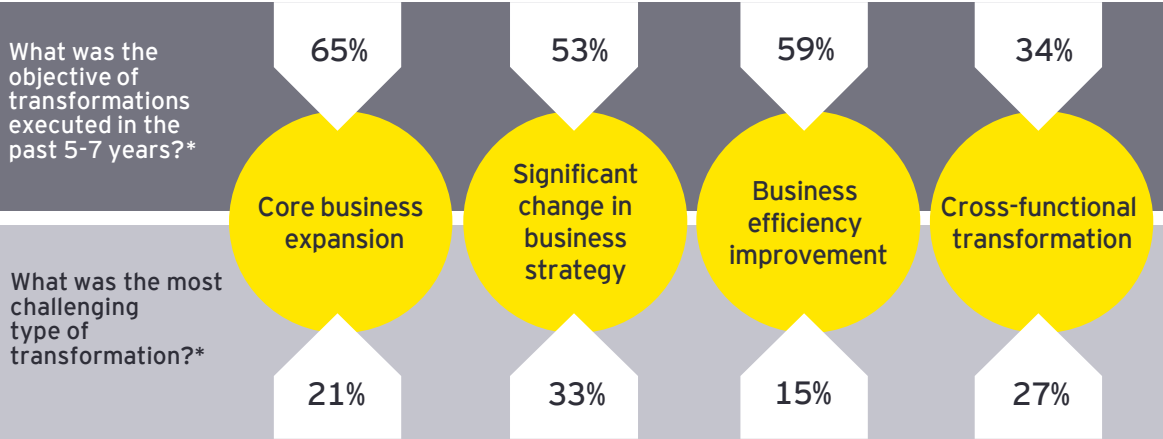 What was the
objective of
transformations
executed in the
past 5-7 years?*
65%
53%
59%
34%
Core business
expansion
Significant
change in
business
strategy
Business
efficiency
improvement
Cross-functional
transformation
What was the most
challenging
type of
transformation?*
21%
33%
15%
27%